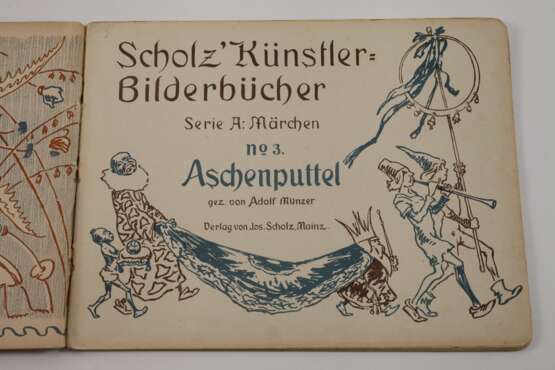 Scholz'Künstler=
Bilderbücher
Serie A: Märchen
No 3.
Aschenputtel
gez. von Adolf Münzer
Verlag von Jos. Scholz, Mainz.